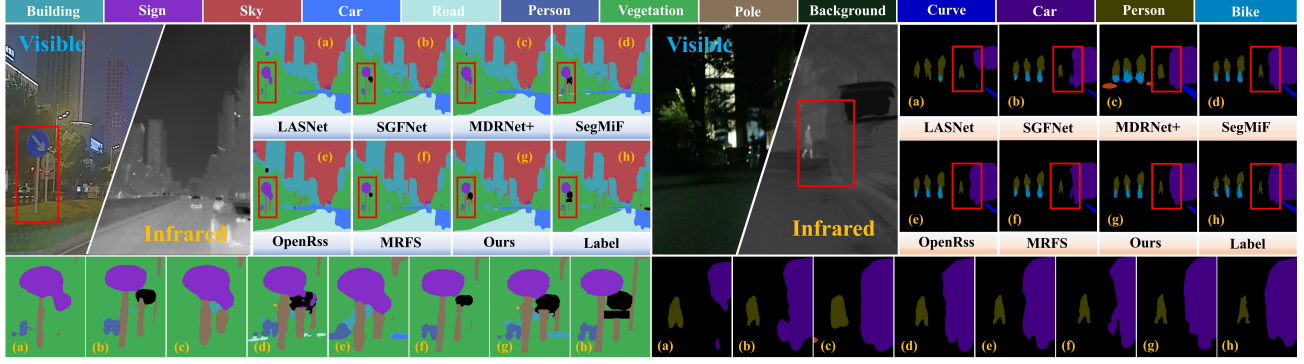 Building Sign Sky Car Road Person Vegetation Pole Background Curve Car Person Bike
Visible
Infrared
(a) (b) (c) (d)
LASNet SGFNet MDRNet+ SegMiF
(e) (f) (g) (h)
OpenRss MRFS Ours Label
Visible
Infrared
(a) (b) (c) (d)
LASNet SGFNet MDRNet+ SegMiF
(e) (f) (g) (h)
OpenRss MRFS Ours Label
(a) (b) (c) (d) (e) (f) (g) (h)
(a) (b) (c) (d) (e) (f) (g) (h)